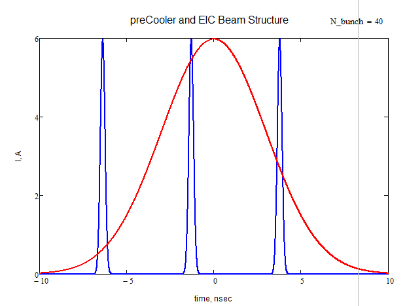 preCooler and EIC Beam Structure
N_bunch = 40
6
4
2
0
I,A
−10
−5
0
5
10
time, nsec